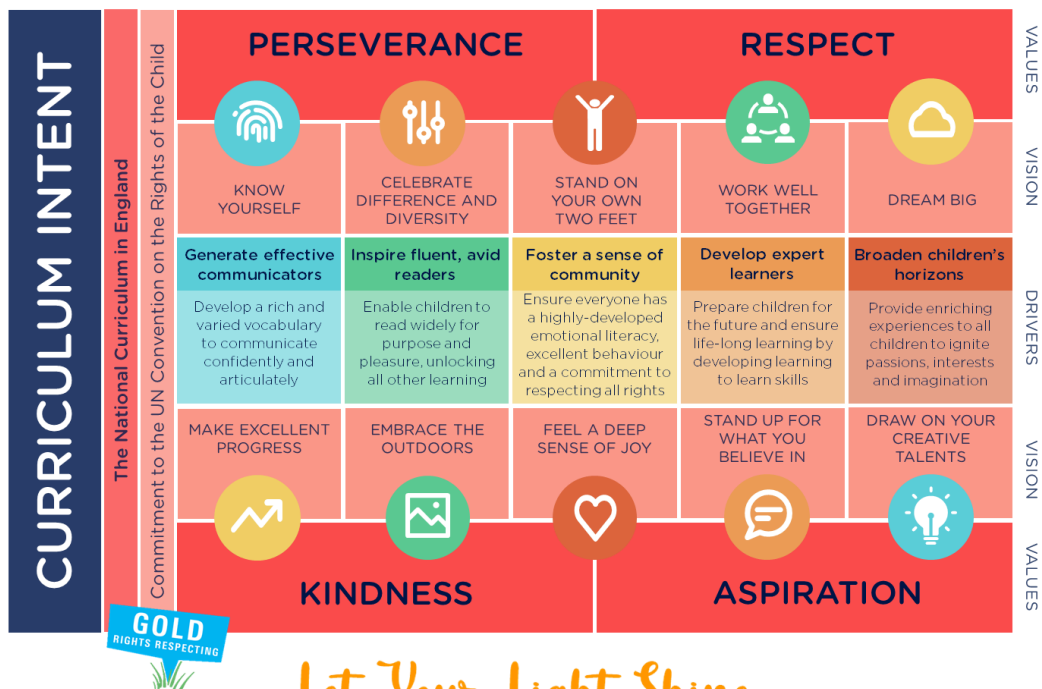 CURRICULUM INTENT
The National Curriculum in England
Commitment to the UN Convention on the Rights of the Child
PERSEVERANCE
RESPECT
VALUES
KNOW
YOURSELF
CELEBRATE
DIFFERENCE AND
DIVERSITY
STAND ON
YOUR OWN
TWO FEET
WORK WELL
TOGETHER
DREAM BIG
VISION
Generate effective
communicators
Develop a rich and
varied vocabulary
to communicate
confidently and
articulately
Inspire fluent, avid
readers
Enable children to
read widely for
purpose and
pleasure, unlocking
all other learning
Foster a sense of
community
Ensure everyone has
a highly-developed
emotional literacy,
excellent behaviour
and a commitment to
respecting all rights
Develop expert
learners
Prepare children for
the future and ensure
life-long learning by
developing learning
to learn skills
Broaden children's
horizons
Provide enriching
experiences to all
children to ignite
passions, interests
and imagination
DRIVERS
MAKE EXCELLENT
PROGRESS
EMBRACE THE
OUTDOORS
FEEL A DEEP
SENSE OF JOY
STAND UP FOR
WHAT YOU
BELIEVE IN
DRAW ON YOUR
CREATIVE
TALENTS
VISION
KINDNESS
ASPIRATION
VALUES
GOLD
RIGHTS RESPECTING
Let Your Light Shine